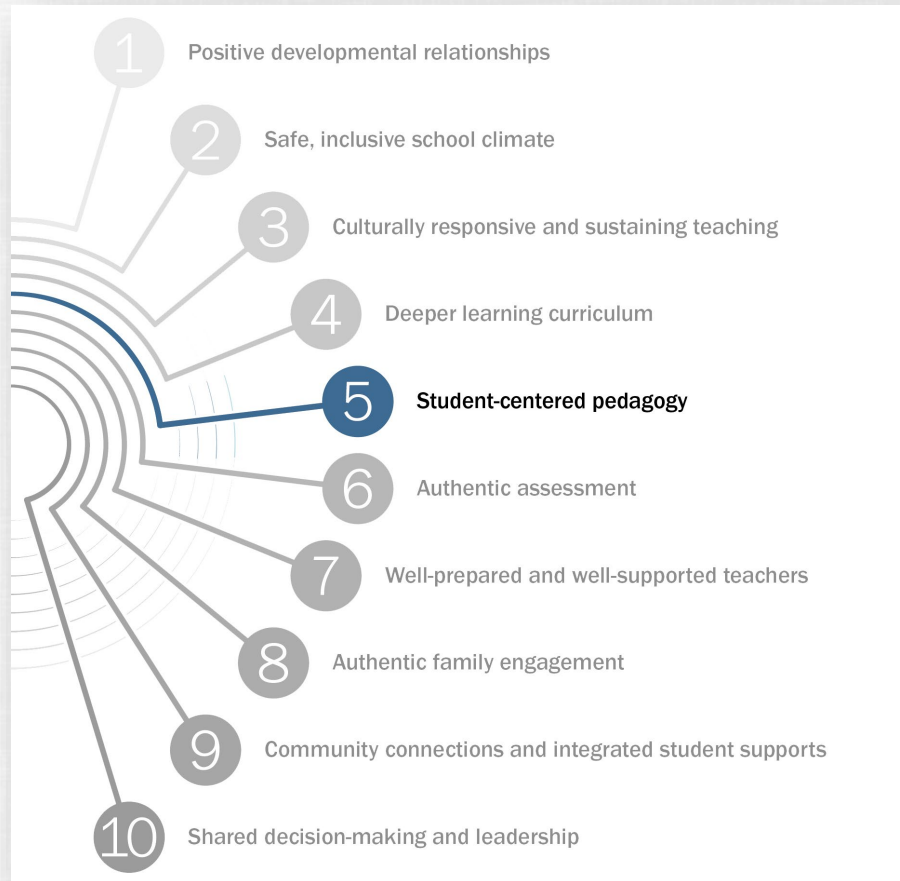 1 Positive developmental relationships
2 Safe, inclusive school climate
3 Culturally responsive and sustaining teaching
4 Deeper learning curriculum
5 Student-centered pedagogy
6 Authentic assessment
7 Well-prepared and well-supported teachers
8 Authentic family engagement
9 Community connections and integrated student supports
10 Shared decision-making and leadership